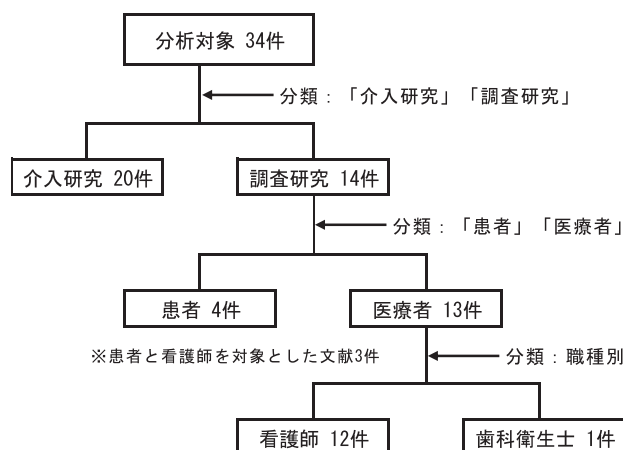 分析対象 34件
分類：「介入研究」「調査研究」
介入研究 20件
調査研究 14件
分類：「患者」「医療者」
患者 4件
医療者 13件
※患者と看護師を対象とした文献3件
分類：職種別
看護師 12件
歯科衛生士 1件